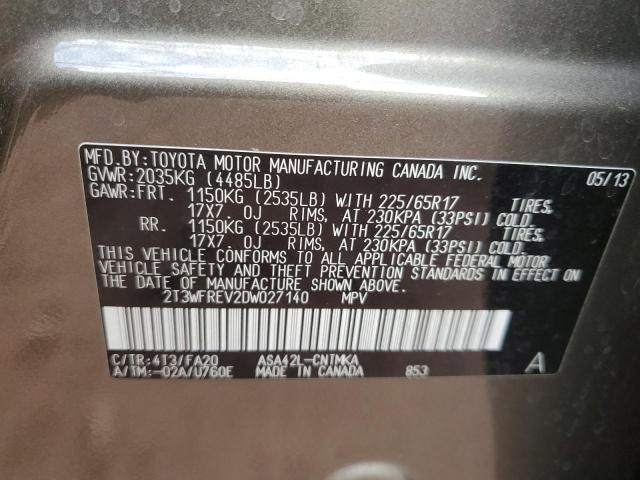 MFD.BY:TOYOTA MOTOR MANUFACTURING CANADA INC.
GVWR:2035KG (4485LB) 05/13
GAWR:FRT. 1150KG (2535LB) WITH 225/65R17 TIRES,
17X7.0J RIMS, AT 230KPA (33PSI) COLD.
RR. 1150KG (2535LB) WITH 225/65R17 TIRES,
17X7.0J RIMS, AT 230KPA (33PSI) COLD.
THIS VEHICLE CONFORMS TO ALL APPLICABLE FEDERAL MOTOR
VEHICLE SAFETY AND THEFT PREVENTION STANDARDS IN EFFECT ON
THE DATE OF MANUFACTURE SHOWN ABOVE.
2T3WFREV2DW027140 MPV
C/TR:4T3/FA20 ASA42L-CNTMKA A
A/TM:-02A/U760E MADE IN CANADA 853